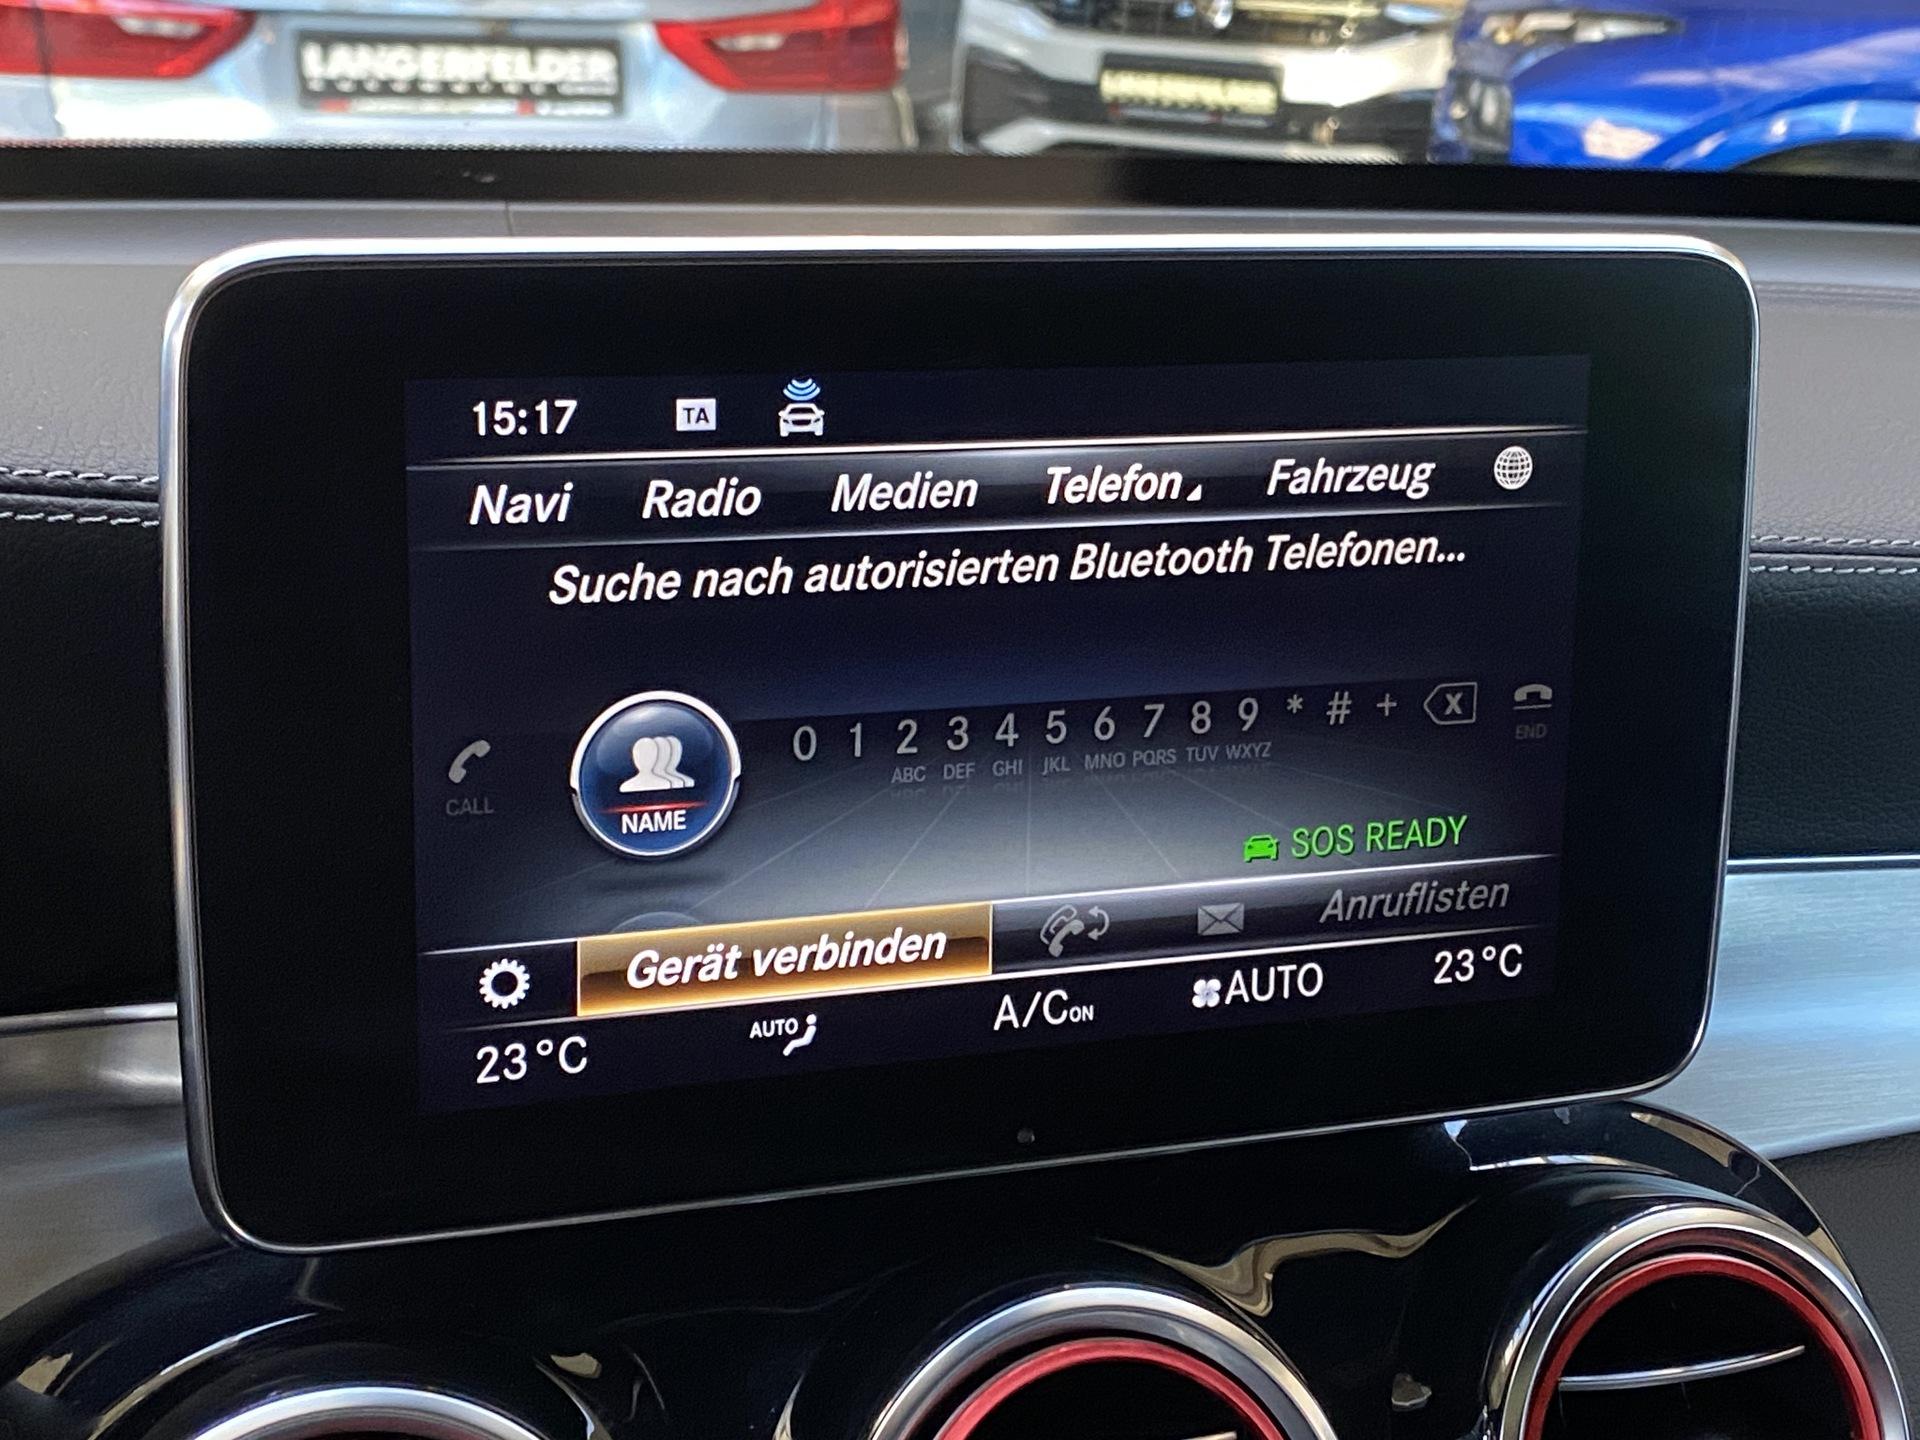 LANGERFELDER
LANGERFELDER
15:17 TA
Navi Radio Medien Telefon Fahrzeug
Suche nach autorisierten Bluetooth Telefonen...
0 1 2 3 4 5 6 7 8 9 * # + X
ABC DEF GHI JKL MNO PQRS TUV WXYZ
CALL NAME END
SOS READY
Gerät verbinden Anruflisten
23°C AUTO A/C ON AUTO 23°C